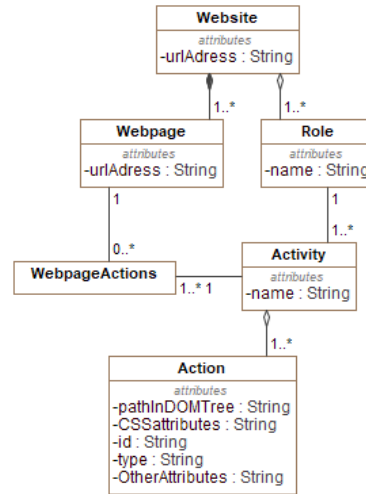 Website
attributes
-urlAdress : String
1..*
1..*
Webpage
attributes
-urlAdress : String
Role
attributes
-name : String
1
1
0..*
1..*
WebpageActions
1..* 1
Activity
attributes
-name : String
1..*
Action
attributes
-pathInDOMTree : String
-CSSattributes : String
-id : String
-type : String
-OtherAttributes : String